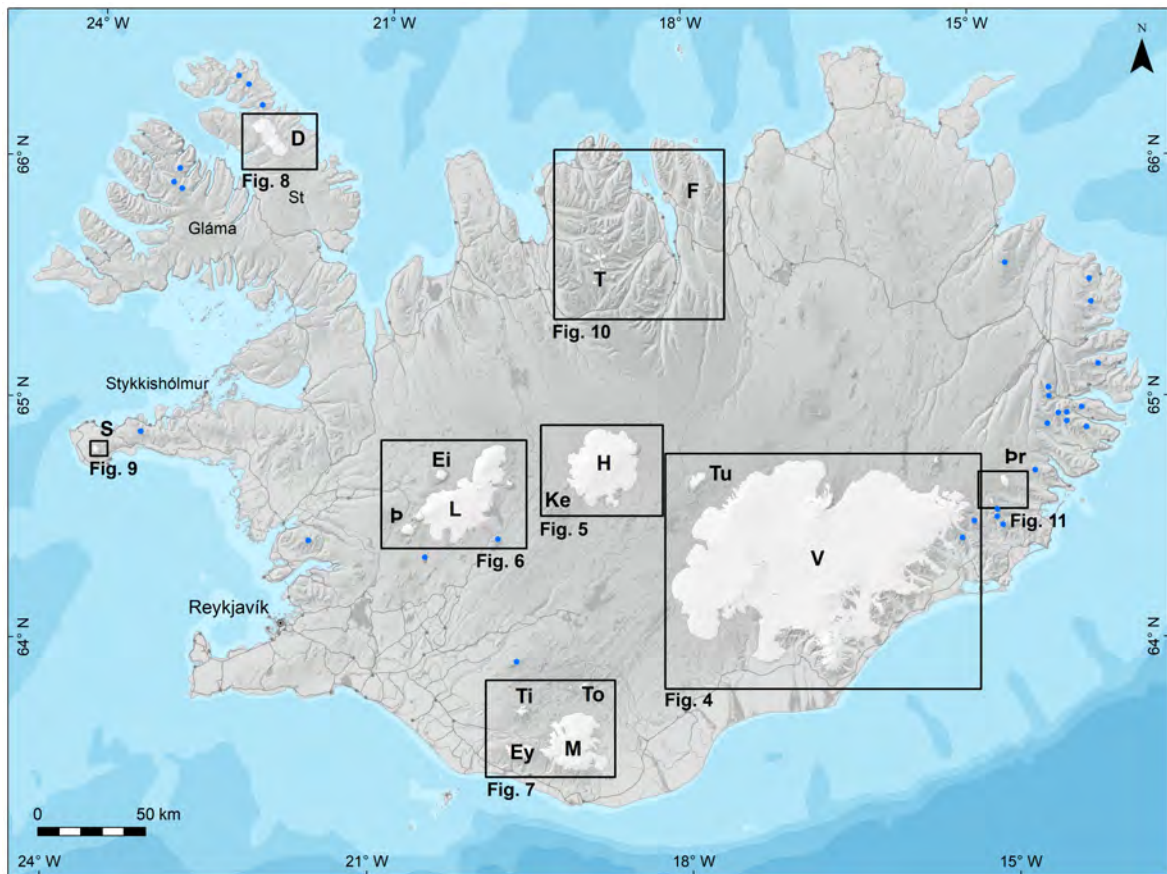 24° W
21° W
18° W
15° W
N
66° N
66° N
D
Fig. 8
St
F
Gláma
T
Fig. 10
Stykkishólmur
65° N
65° N
S
Fig. 9
Ei
H
Tu
Þr
Ke
Þ
L
V
Fig. 5
Fig. 11
Fig. 6
Reykjavík
64° N
64° N
Ti
To
Fig. 4
Ey
M
Fig. 7
0
50 km
24° W
21° W
18° W
15° W